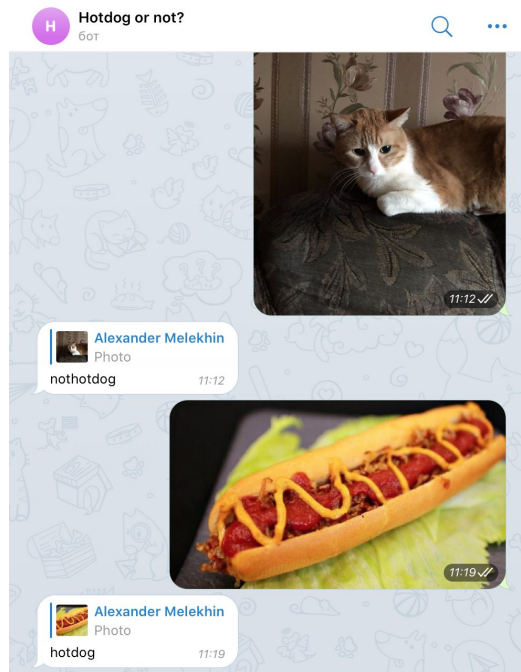 H
Hotdog or not?
бот
11:12
Alexander Melekhin
Photo
nothotdog 11:12
11:19
Alexander Melekhin
Photo
hotdog 11:19